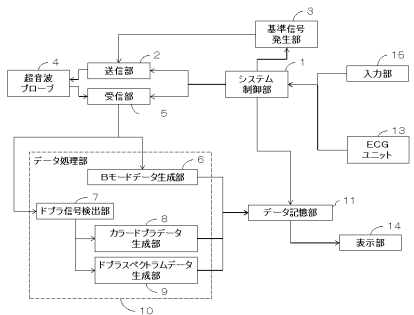 3
基準信号
発生部
4
2
1
15
超音波
プローブ
送信部
システム
制御部
入力部
受信部
5
13
ECG
ユニット
データ処理部
6
Bモードデータ生成部
7
ドプラ信号検出部
8
カラードプラデータ
生成部
11
データ記憶部
14
表示部
ドプラスペクトラムデータ
生成部
9
10